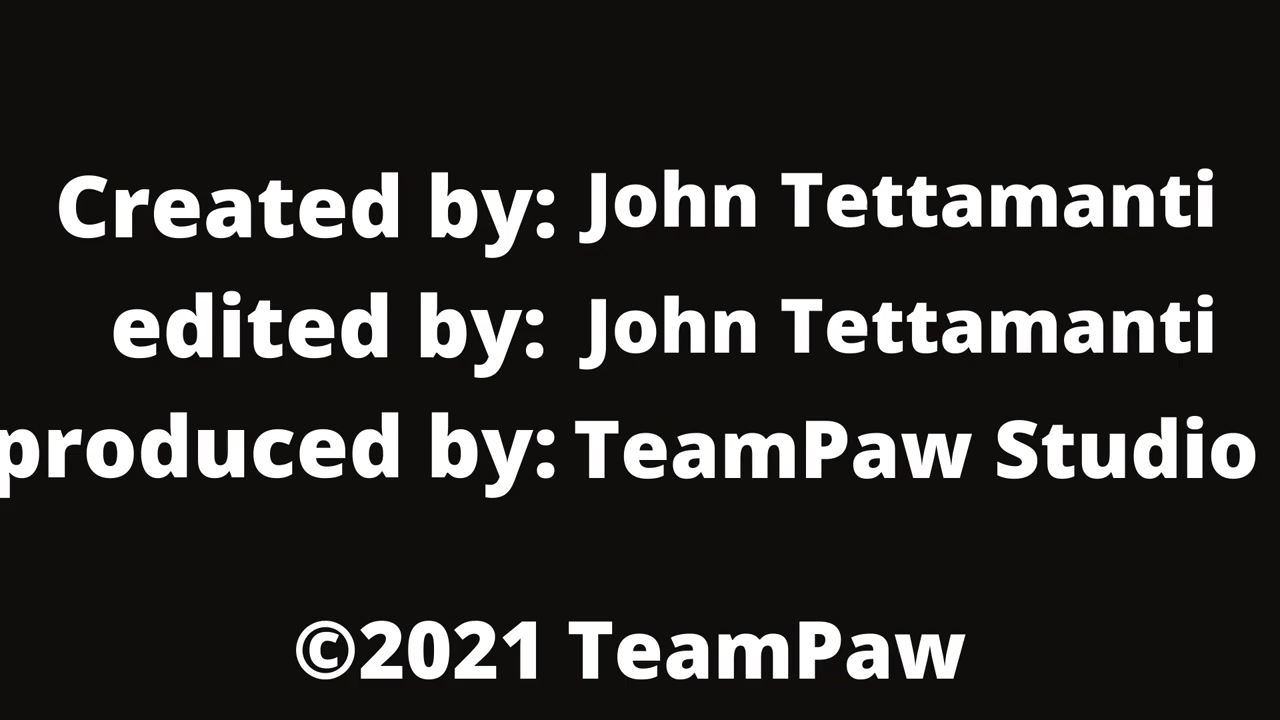 Created by: John Tettamanti
edited by: John Tettamanti
produced by: TeamPaw Studio
©2021 TeamPaw